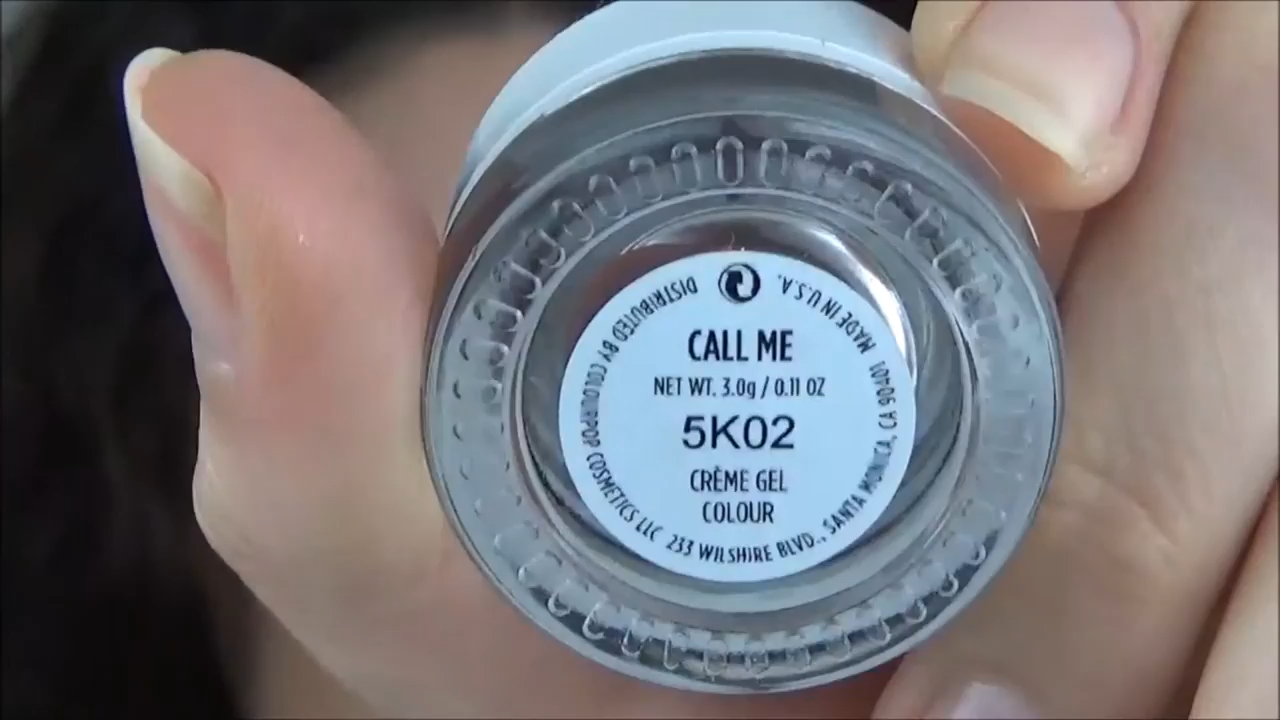 CALL ME
NET WT. 3.0g / 0.11 OZ
5K02
CRÈME GEL
COLOUR
DISTRIBUTED BY COLOURPOP COSMETICS LLC 233 WILSHIRE BLVD., SANTA MONICA, CA 90401 MADE IN U.S.A.